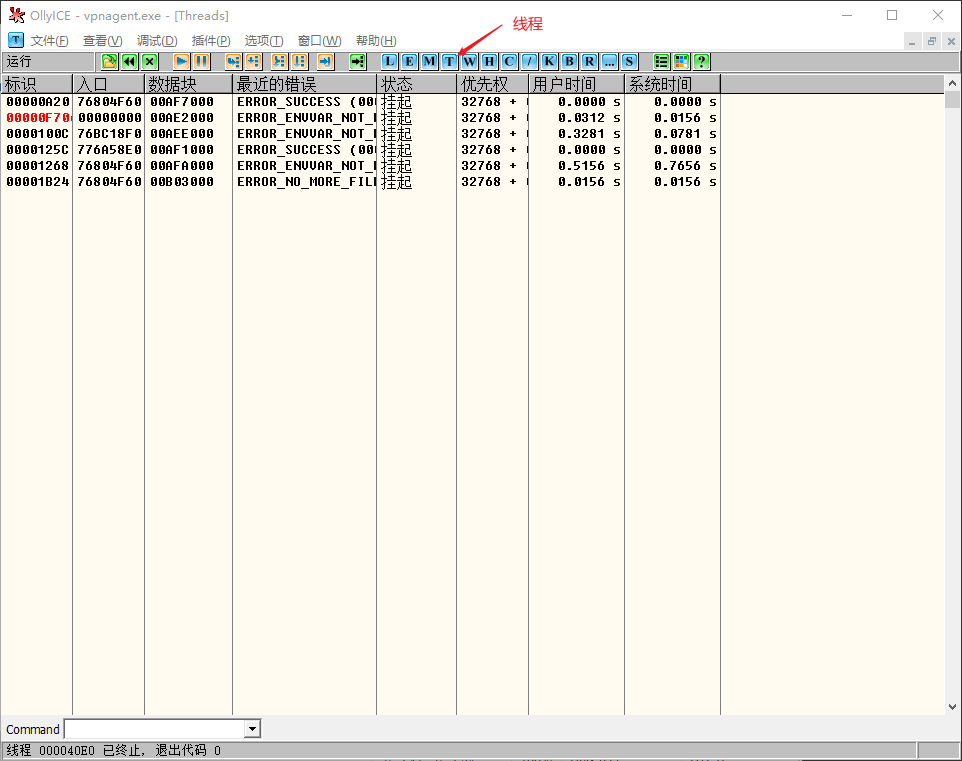 OllyICE - vpnagent.exe - [Threads]
线程
T 文件(F) 查看(V) 调试(D) 插件(P) 选项(T) 窗口(W) 帮助(H)
运行 L E M T W H C / K B R ... S ?
标识 入口 数据块 最近的错误 状态 优先权 用户时间 系统时间
00000A20 76804F60 00AF7000 ERROR_SUCCESS (00 挂起 32768 + 0.0000 s 0.0000 s
00000F70 00000000 00AE2000 ERROR_ENVVAR_NOT_ 挂起 32768 + 0.0312 s 0.0156 s
0000100C 76BC18F0 00AEE000 ERROR_ENVVAR_NOT_ 挂起 32768 + 0.3281 s 0.0781 s
0000125C 776A58E0 00AF1000 ERROR_SUCCESS (00 挂起 32768 + 0.0000 s 0.0000 s
00001268 76804F60 00AFA000 ERROR_ENVVAR_NOT_ 挂起 32768 + 0.5156 s 0.7656 s
00001B24 76804F60 00B03000 ERROR_NO_MORE_FIL 挂起 32768 + 0.0156 s 0.0156 s
Command
线程 000040E0 已终止, 退出代码 0